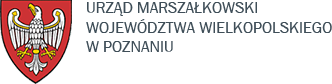 URZĄD MARSZAŁKOWSKI
WOJEWÓDZTWA WIELKOPOLSKIEGO
W POZNANIU